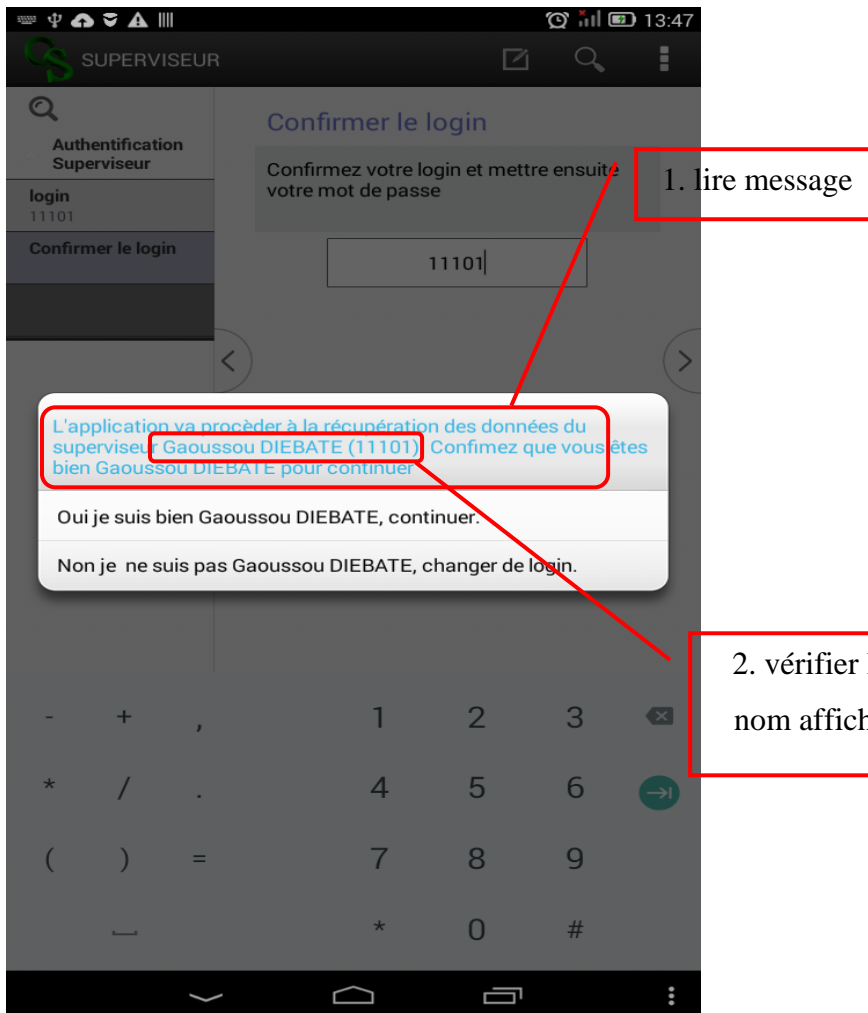 13:47
SUPERVISEUR
Authentification
Superviseur
login
11101
Confirmer le login
Confirmer le login
Confirmez votre login et mettre ensuite
votre mot de passe
11101
1. lire message
L'application va procèder à la récupération des données du
superviseur Gaoussou DIEBATE (11101) Confimez que vous êtes
bien Gaoussou DIEBATE pour continuer
Oui je suis bien Gaoussou DIEBATE, continuer.
Non je ne suis pas Gaoussou DIEBATE, changer de login.
2. vérifier
nom affich
- + , 1 2 3
* / . 4 5 6
( ) = 7 8 9
* 0 #